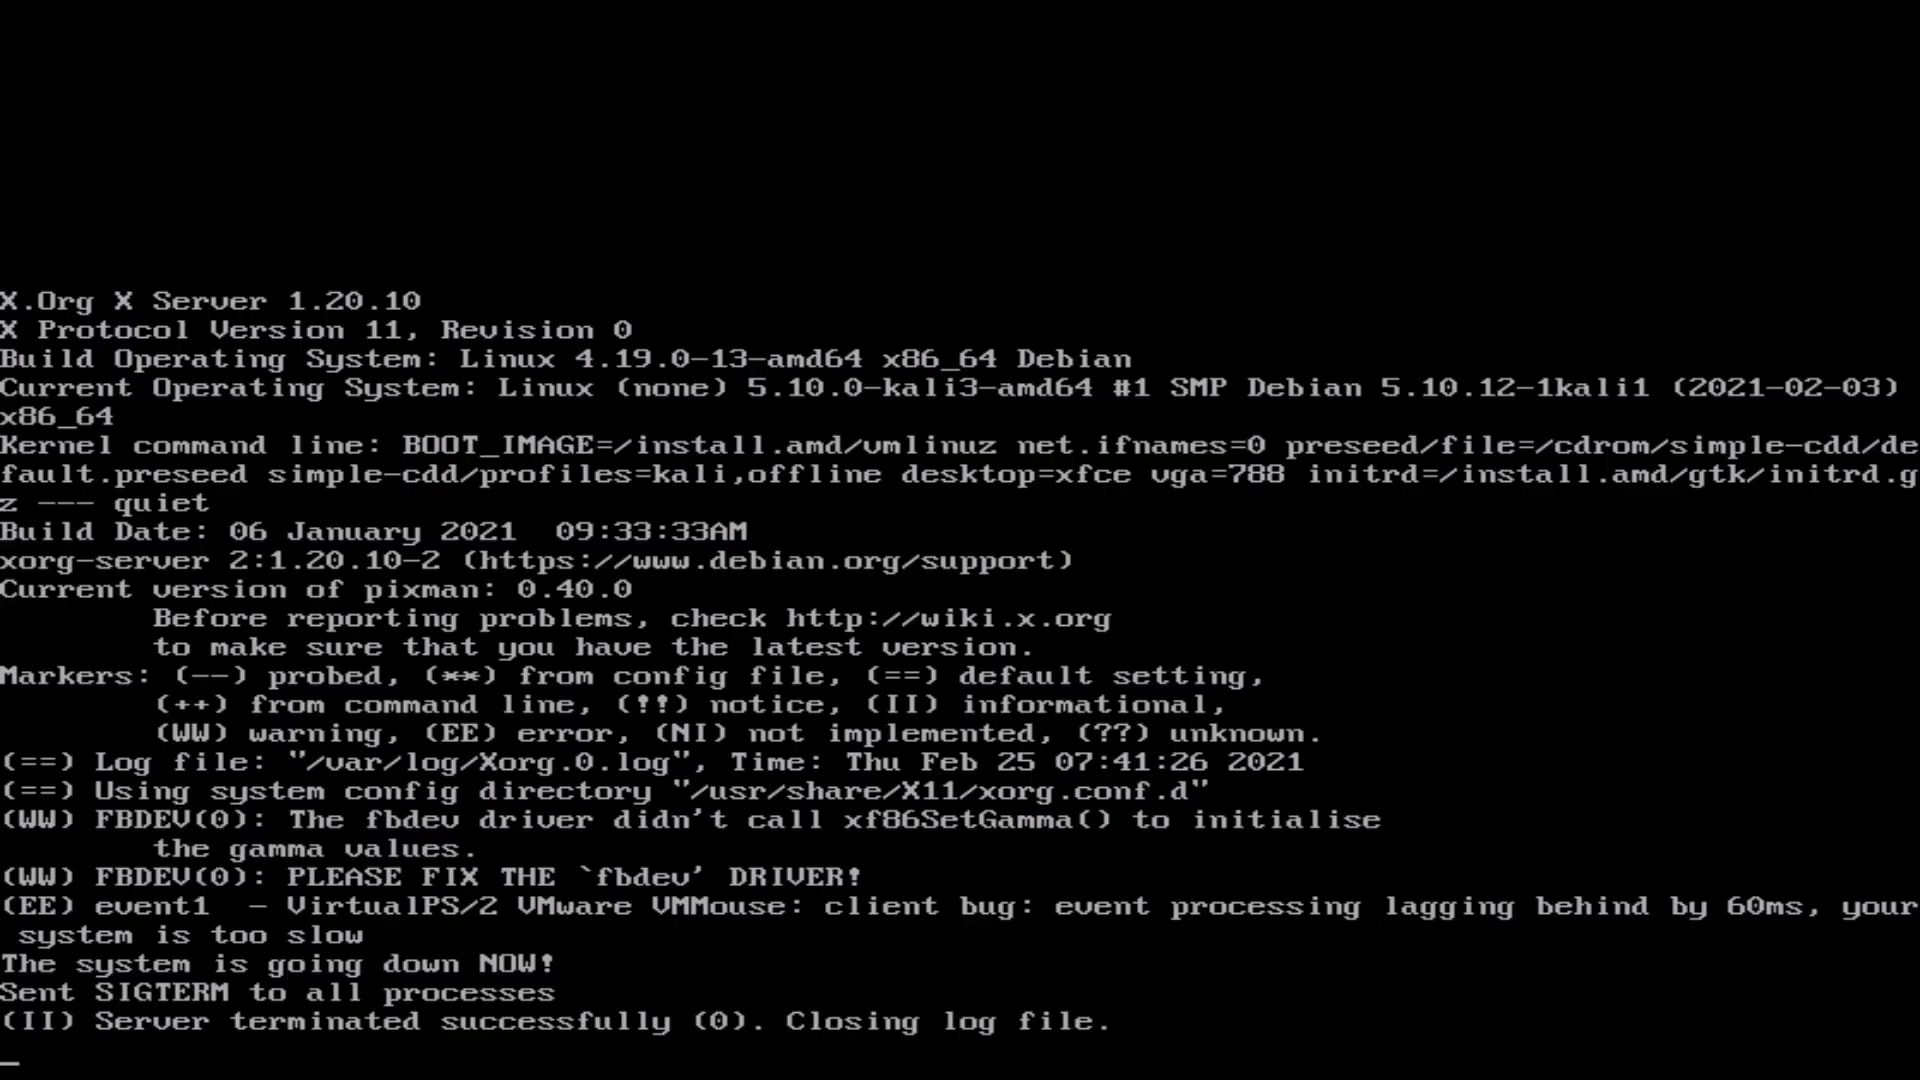 X.Org X Server 1.20.10
X Protocol Version 11, Revision 0
Build Operating System: Linux 4.19.0-13-amd64 x86_64 Debian
Current Operating System: Linux (none) 5.10.0-kali3-amd64 #1 SMP Debian 5.10.12-1kali1 (2021-02-03)
x86_64
Kernel command line: BOOT_IMAGE=/install.amd/vmlinuz net.ifnames=0 preseed/file=/cdrom/simple-cdd/de
fault.preseed simple-cdd/profiles=kali,offline desktop=xfce vga=788 initrd=/install.amd/gtk/initrd.g
z --- quiet
Build Date: 06 January 2021  09:33:33AM
xorg-server 2:1.20.10-2 (https://www.debian.org/support)
Current version of pixman: 0.40.0
        Before reporting problems, check http://wiki.x.org
        to make sure that you have the latest version.
Markers: (--) probed, (**) from config file, (==) default setting,
        (++) from command line, (!!) notice, (II) informational,
        (WW) warning, (EE) error, (NI) not implemented, (??) unknown.
(==) Log file: "/var/log/Xorg.0.log", Time: Thu Feb 25 07:41:26 2021
(==) Using system config directory "/usr/share/X11/xorg.conf.d"
(WW) FBDEV(0): The fbdev driver didn't call xf86SetGamma() to initialise
        the gamma values.
(WW) FBDEV(0): PLEASE FIX THE `fbdev' DRIVER!
(EE) event1  - VirtualPS/2 VMware VMMouse: client bug: event processing lagging behind by 60ms, your
 system is too slow
The system is going down NOW!
Sent SIGTERM to all processes
(II) Server terminated successfully (0). Closing log file.